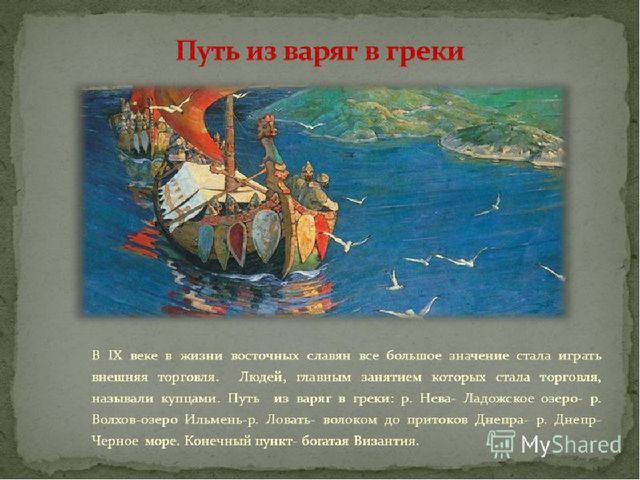 Путь из варяг в греки
В IX веке в жизни восточных славян все большое значение стала играть
внешняя торговля. Людей, главным занятием которых стала торговля,
называли купцами. Путь из варяг в греки: р. Нева- Ладожское озеро- р.
Волхов-озеро Ильмень-р. Ловать- волоком до притоков Днепра- р. Днепр-
Черное море. Конечный пункт- богатая Византия.
MyShared